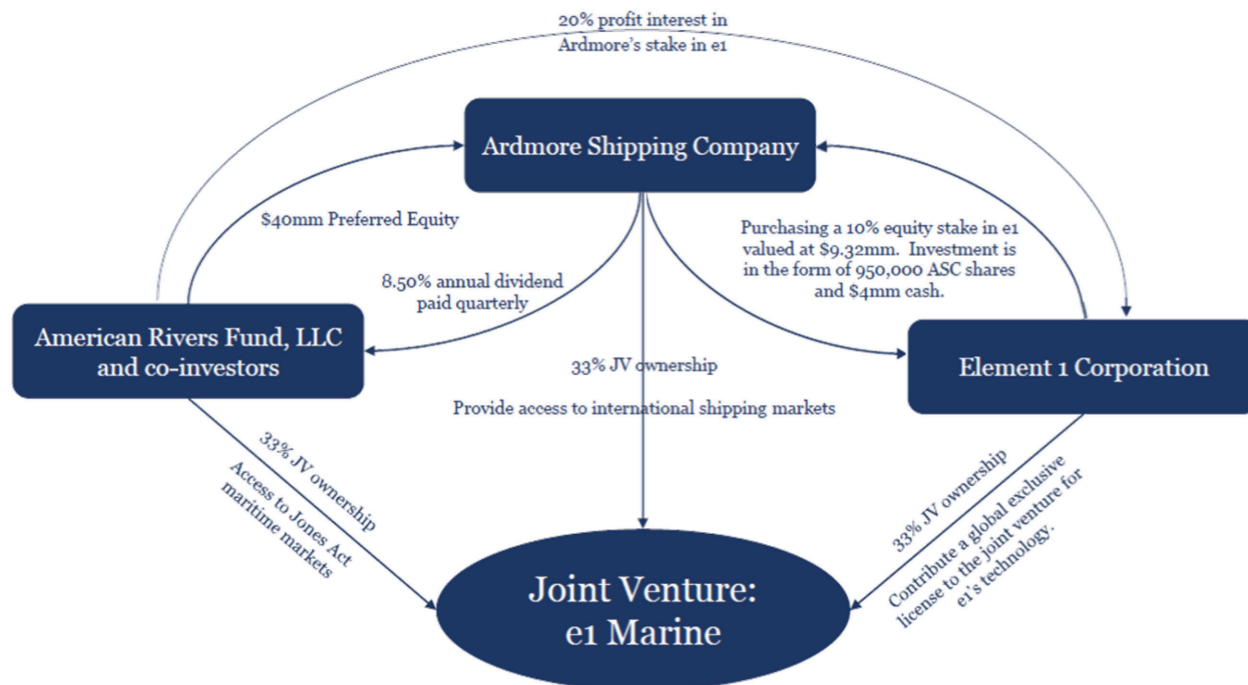 20% profit interest in
Ardmore's stake in e1
Ardmore Shipping Company
$40mm Preferred Equity
Purchasing a 10% equity stake in e1
valued at $9.32mm.  Investment is
in the form of 950,000 ASC shares
and $4mm cash.
8.50% annual dividend
paid quarterly
American Rivers Fund, LLC
and co-investors
Element 1 Corporation
33% JV ownership
Provide access to international shipping markets
33% JV ownership
Access to Jones Act
maritime markets
33% JV ownership
Contribute a global exclusive
license to the joint venture for
e1's technology.
Joint Venture:
e1 Marine